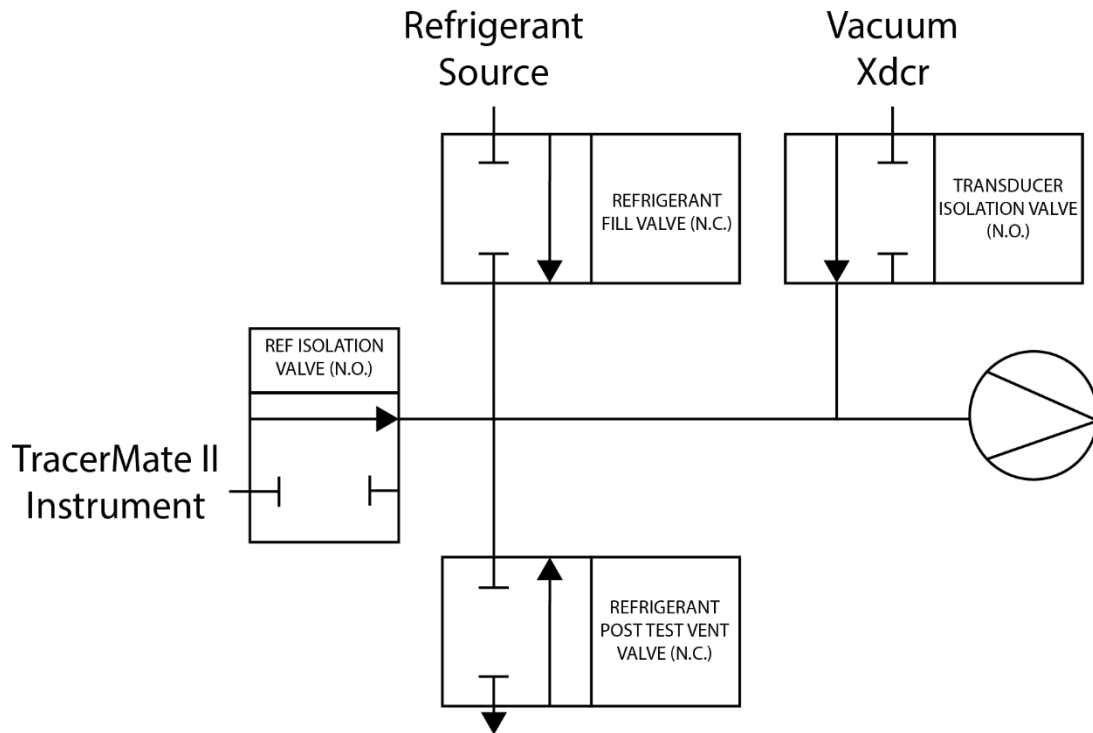 Refrigerant
Source
Vacuum
Xdcr
REFRIGERANT
FILL VALVE (N.C.)
TRANSDUCER
ISOLATION VALVE
(N.O.)
REF ISOLATION
VALVE (N.O.)
TracerMate II
Instrument
REFRIGERANT
POST TEST VENT
VALVE (N.C.)